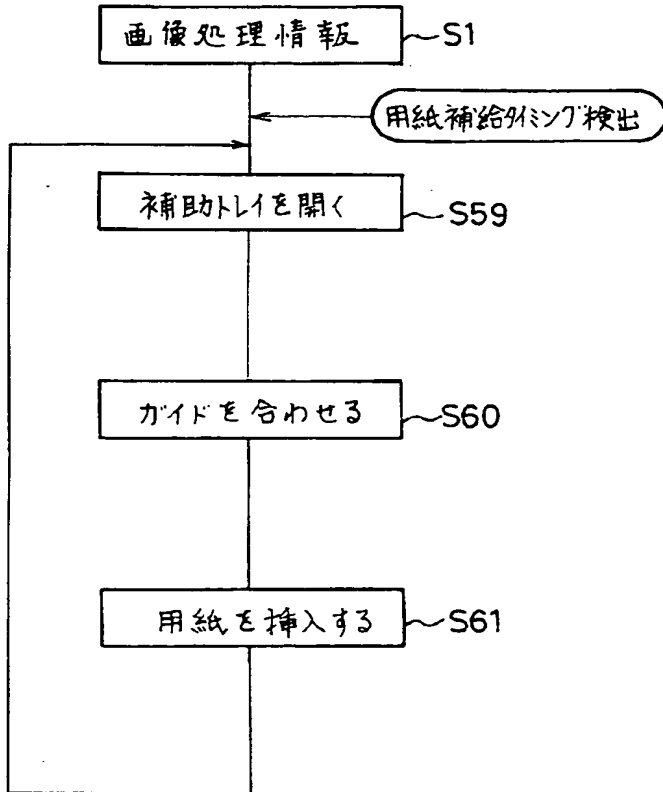 画像処理情報 S1
用紙補給タイミング検出
補助トレイを開く S59
ガイドを合わせる S60
用紙を挿入する S61